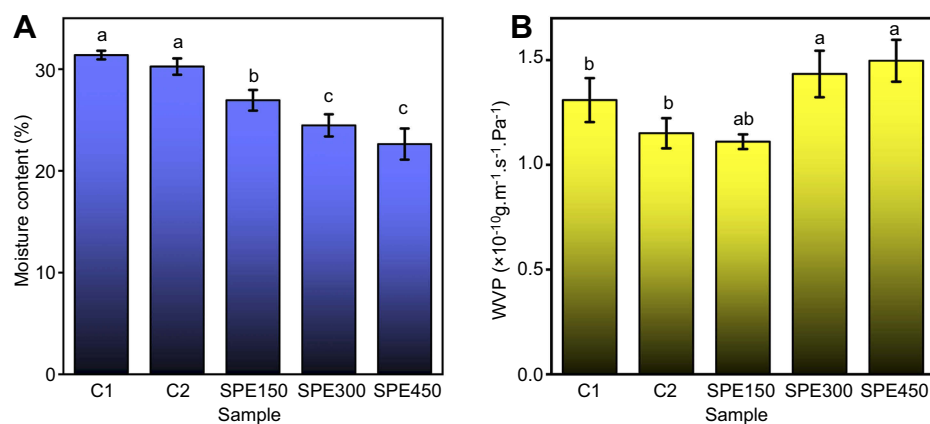 A
a
a
b
c
c
30
20
10
0
Moisture content (%)
C1 C2 SPE150 SPE300 SPE450
Sample
B
b
b
ab
a
a
1.5
1.0
0.5
0.0
WVP (×10⁻¹⁰g.m⁻¹.s⁻¹.Pa⁻¹)
C1 C2 SPE150 SPE300 SPE450
Sample